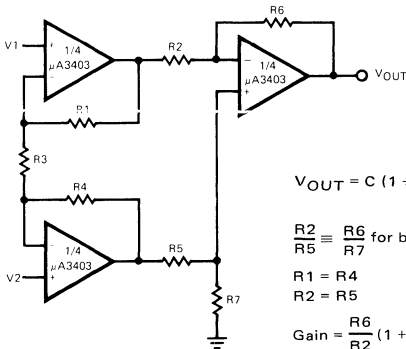 R6
V1
+
1/4
μA3403
−
R2
−
1/4
μA3403
+
VOUT
R1
R3
R4
−
1/4
μA3403
+
V2
R5
R7
VOUT = C (1 +
R2/R5 ≡ R6/R7 for b
R1 = R4
R2 = R5
Gain = R6/R2 (1 +